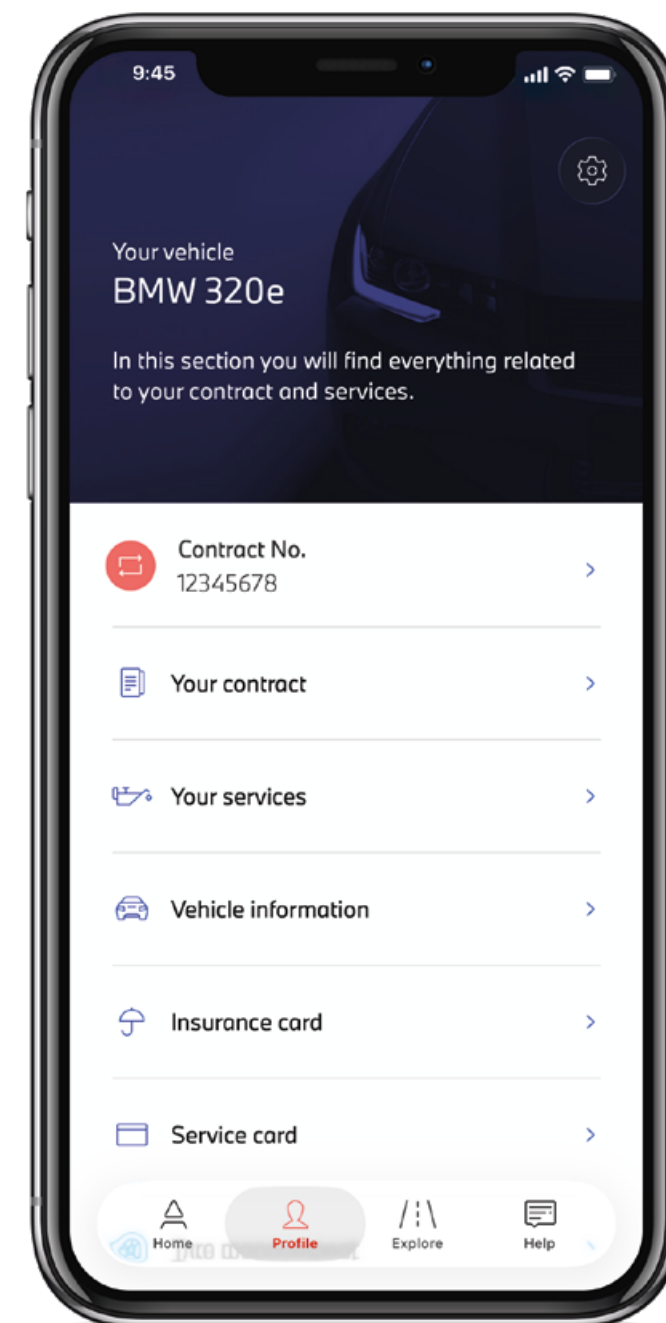 9:45
Your vehicle
BMW 320e
In this section you will find everything related
to your contract and services.
Contract No.
12345678
Your contract
Your services
Vehicle information
Insurance card
Service card
Home
Profile
Explore
Help